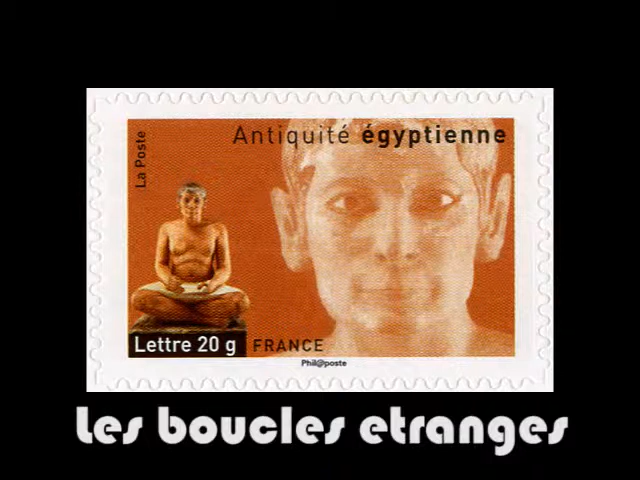 Antiquité égyptienne
La Poste
Lettre 20 g
FRANCE
Phil@poste
Les boucles etranges